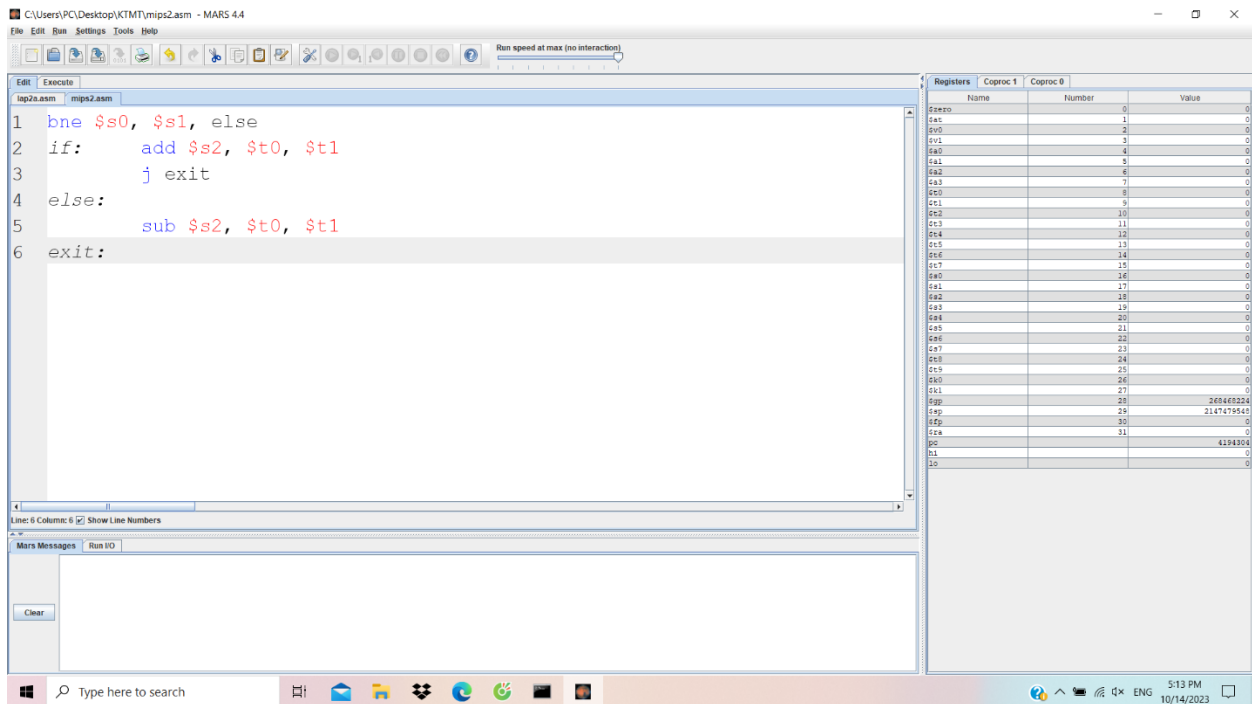 C:\Users\PC\Desktop\KTMT\mips2.asm - MARS 4.4
File Edit Run Settings Tools Help
Run speed at max (no interaction)
Edit Execute
lap2a.asm mips2.asm
1 bne $s0, $s1, else
2 if: add $s2, $t0, $t1
3 j exit
4 else:
5 sub $s2, $t0, $t1
6 exit:
Line: 6 Column: 6 Show Line Numbers
Mars Messages Run I/O
Clear
Registers Coproc 1 Coproc 0
Name Number Value
$zero 0 0
$at 1 0
$v0 2 0
$v1 3 0
$a0 4 0
$a1 5 0
$a2 6 0
$a3 7 0
$t0 8 0
$t1 9 0
$t2 10 0
$t3 11 0
$t4 12 0
$t5 13 0
$t6 14 0
$t7 15 0
$s0 16 0
$s1 17 0
$s2 18 0
$s3 19 0
$s4 20 0
$s5 21 0
$s6 22 0
$s7 23 0
$t8 24 0
$t9 25 0
$k0 26 0
$k1 27 0
$gp 28 268468224
$sp 29 2147479548
$fp 30 0
$ra 31 0
pc 4194304
hi 0
lo 0
Type here to search
ENG
5:13 PM
10/14/2023